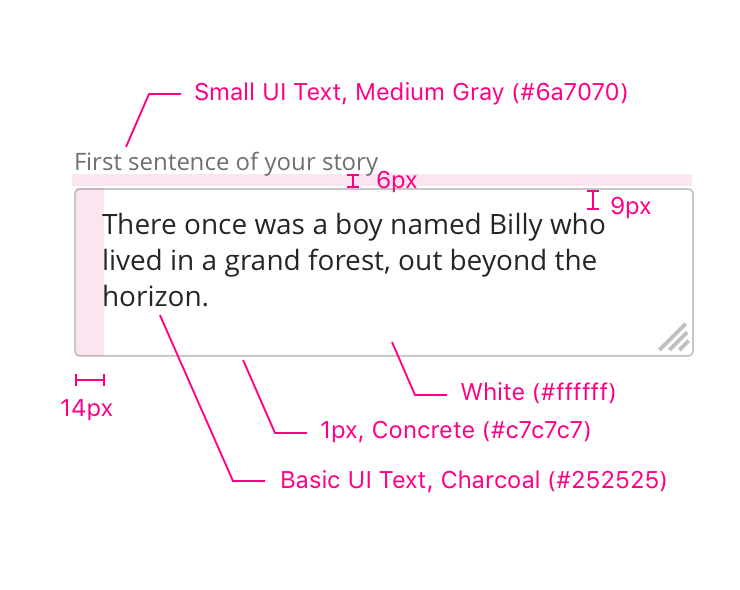 Small UI Text, Medium Gray (#6a7070)
First sentence of your story
6px
9px
There once was a boy named Billy who
lived in a grand forest, out beyond the
horizon.
14px
White (#ffffff)
1px, Concrete (#c7c7c7)
Basic UI Text, Charcoal (#252525)